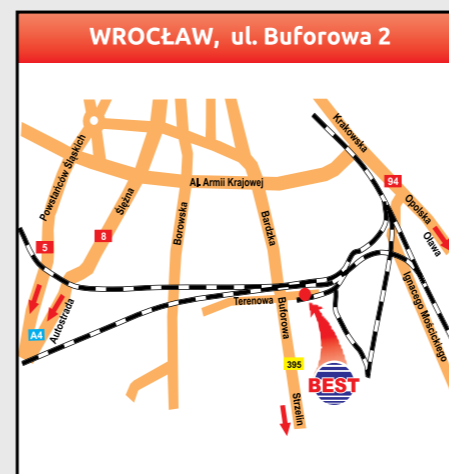 WROCŁAW, ul. Buforowa 2
Krakowska
Powstańców Śląskich
Ślężna
Borowska
Al. Armii Krajowej
Bardzka
94
Opolska
Oława
5
8
Terenowa
Buforowa
Ignacego Mościckiego
A4
Autostrada
395
BEST
Strzelin